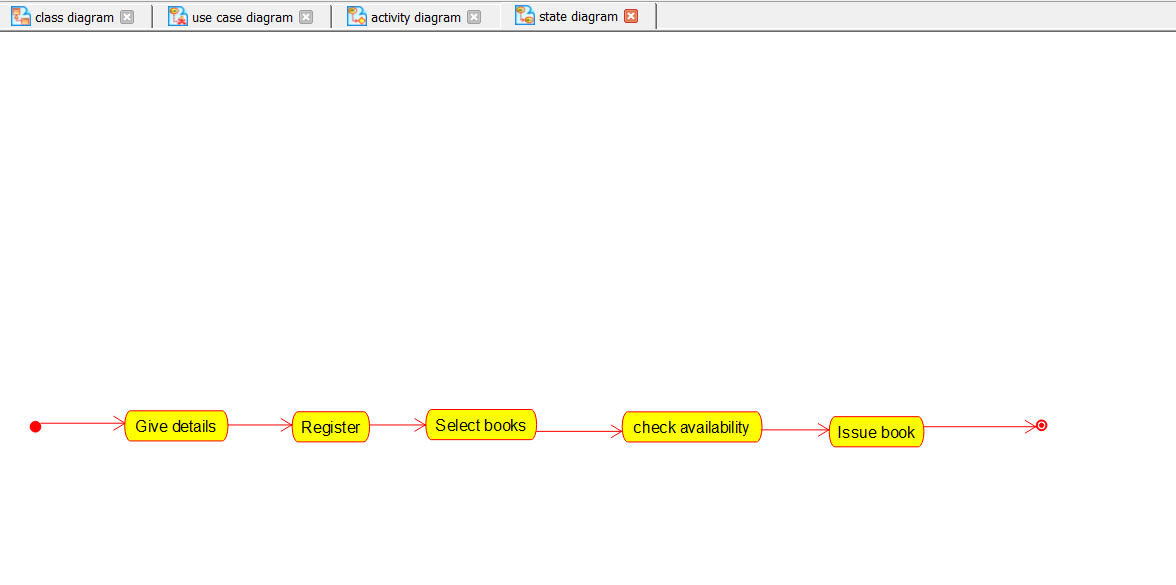 class diagram
use case diagram
activity diagram
state diagram
Give details
Register
Select books
check availability
Issue book